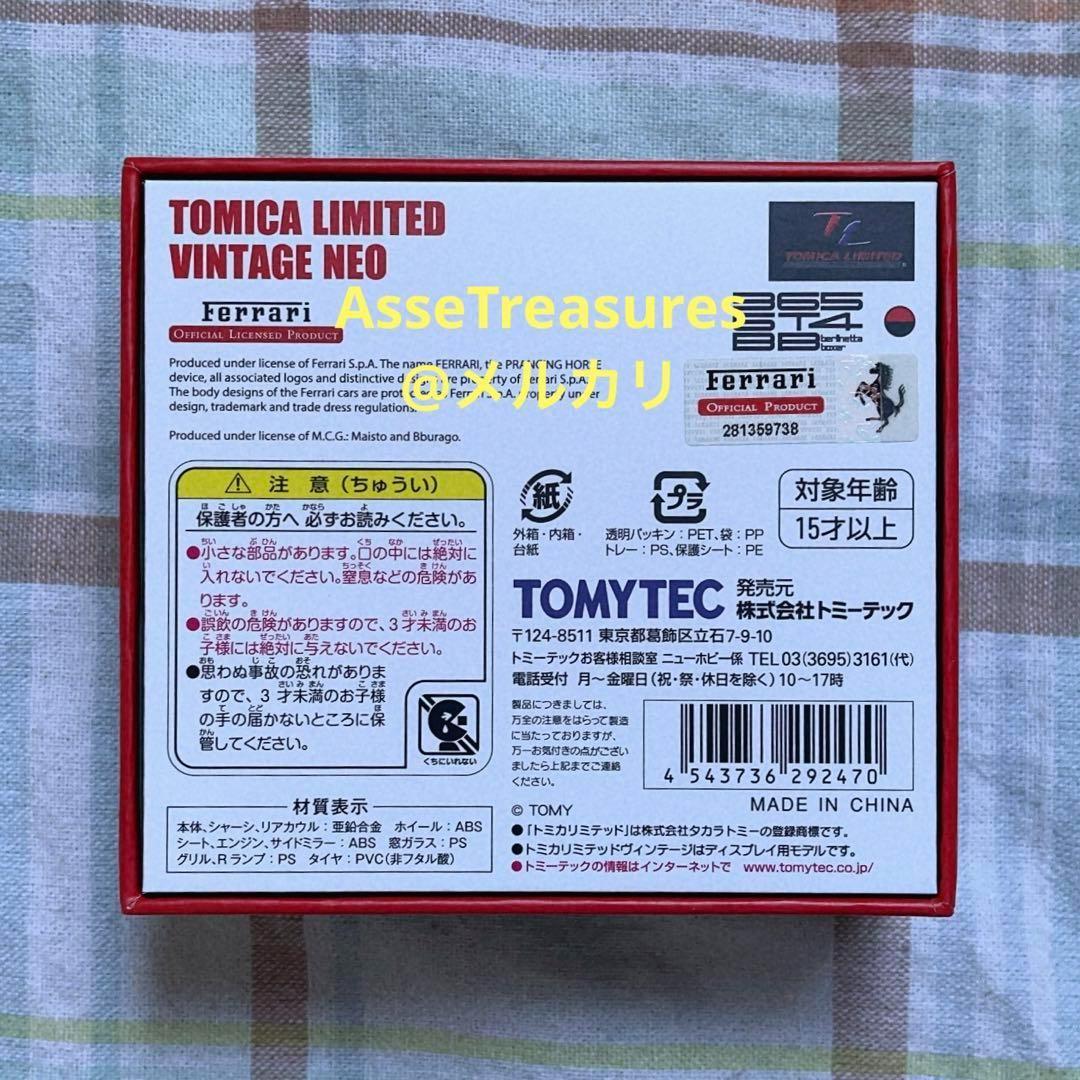 TOMICA LIMITED
VINTAGE NEO
Ferrari
OFFICIAL LICENSED PRODUCT
TOMICA LIMITED
AsseTreasures
@メルカリ
365
GT4
BB berlinetta
boxer
Produced under license of Ferrari S.p.A. The name FERRARI, the PRANCING HORSE
device, all associated logos and distinctive designs are property of Ferrari S.p.A.
The body designs of the Ferrari cars are protected as Ferrari S.p.A. property under
design, trademark and trade dress regulations.
Produced under license of M.C.G.: Maisto and Bburago.
Ferrari
OFFICIAL PRODUCT
281359738
注 意(ちゅうい)
保護者の方へ 必ずお読みください。
●小さな部品があります。口の中には絶対に
入れないでください。窒息などの危険があ
ります。
●誤飲の危険がありますので、3才未満のお
子様には絶対に与えないでください。
●思わぬ事故の恐れがありま
すので、3才未満のお子様
の手の届かないところに保
管してください。
くちにいれない
紙
外箱・内箱・
台紙
プラ
透明パッキン:PET、袋:PP
トレー:PS、保護シート:PE
対象年齢
15才以上
TOMYTEC 発売元
株式会社トミーテック
〒124-8511 東京都葛飾区立石7-9-10
トミーテックお客様相談室 ニューホビー係 TEL 03(3695)3161(代)
電話受付 月~金曜日(祝・祭・休日を除く)10~17時
製品につきましては、
万全の注意をはらって製造
に当たっておりますが、
万一お気付きの点がござい
ましたら上記までご連絡
ください。
4 543736 292470
© TOMY
MADE IN CHINA
●「トミカリミテッド」は株式会社タカラトミーの登録商標です。
●トミカリミテッドヴィンテージはディスプレイ用モデルです。
●トミーテックの情報はインターネットで www.tomytec.co.jp/
材質表示
本体、シャーシ、リアカウル:亜鉛合金 ホイール:ABS
シート、エンジン、サイドミラー:ABS 窓ガラス:PS
グリル、Rランプ:PS タイヤ:PVC(非フタル酸)